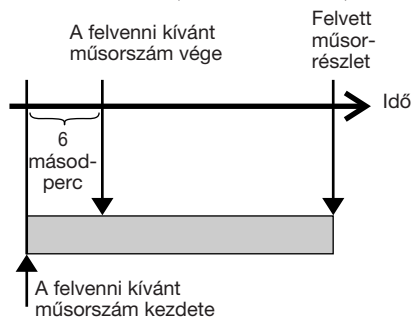 A felvenni kívánt
műsorszám vége
Felvett
műsor-
részlet
Idő
6
másod-
perc
A felvenni kívánt
műsorszám kezdete